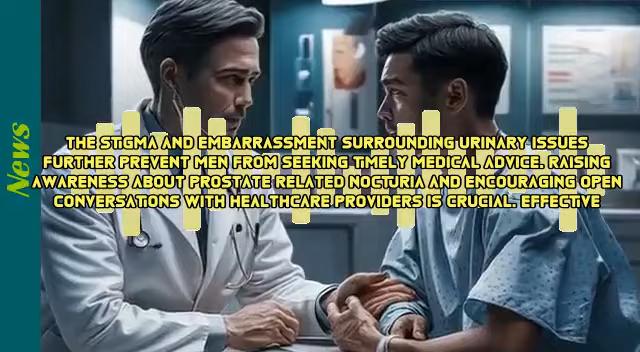 News
THE STIGMA AND EMBARRASSMENT SURROUNDING URINARY ISSUES
FURTHER PREVENT MEN FROM SEEKING TIMELY MEDICAL ADVICE. RAISING
AWARENESS ABOUT PROSTATE RELATED NOCTURIA AND ENCOURAGING OPEN
CONVERSATIONS WITH HEALTHCARE PROVIDERS IS CRUCIAL. EFFECTIVE